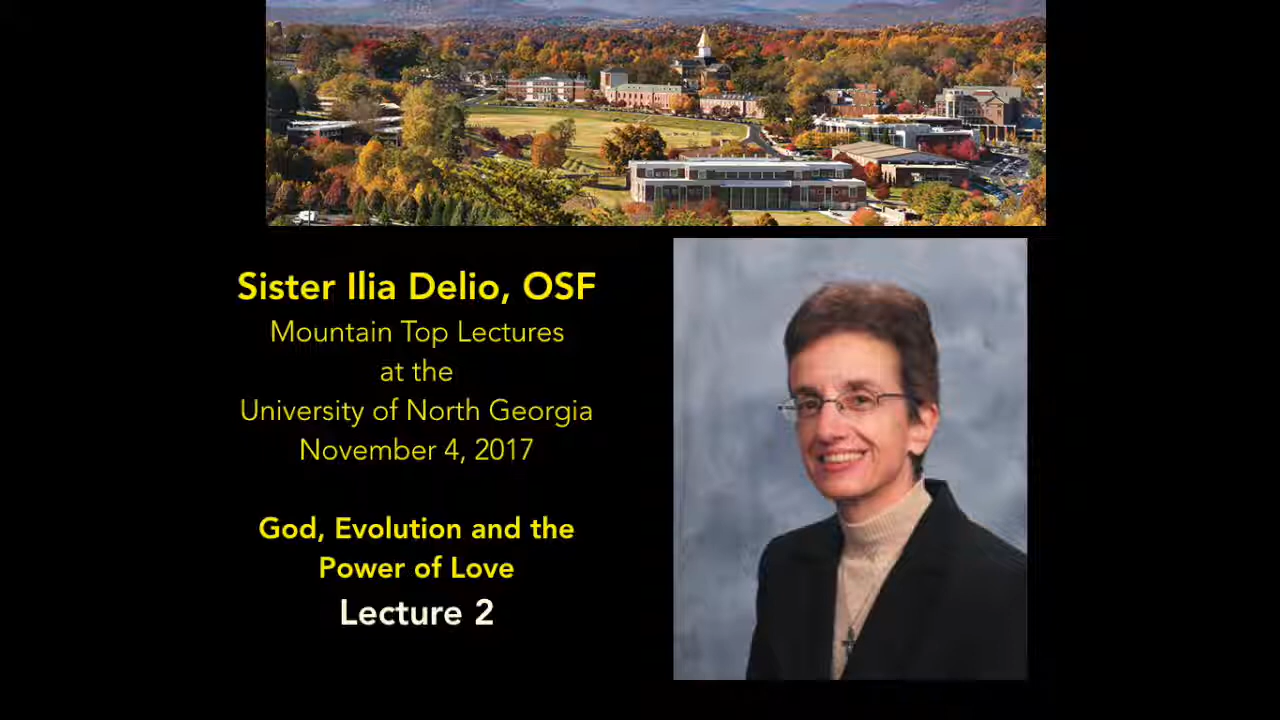 Sister Ilia Delio, OSF
Mountain Top Lectures
at the
University of North Georgia
November 4, 2017
God, Evolution and the
Power of Love
Lecture 2